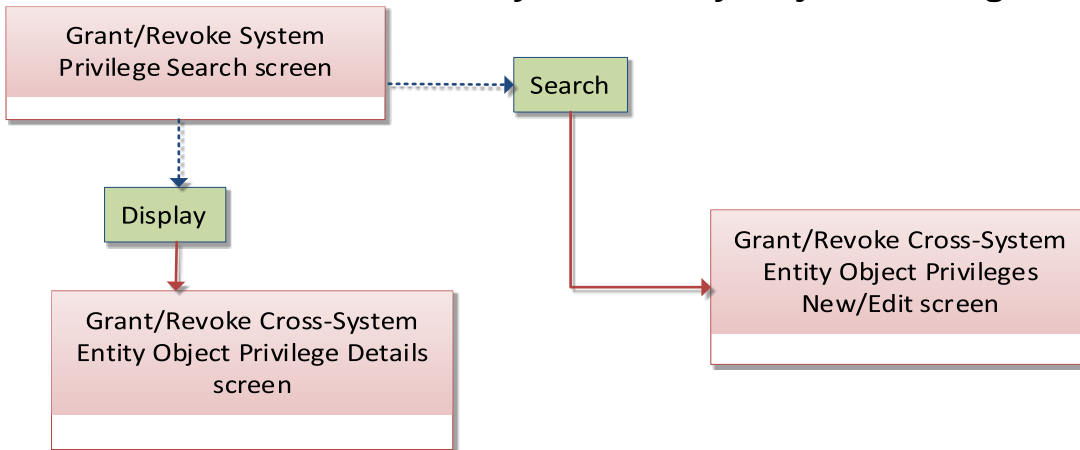 Grant/Revoke System
Privilege Search screen
Search
Display
Grant/Revoke Cross-System
Entity Object Privileges
New/Edit screen
Grant/Revoke Cross-System
Entity Object Privilege Details
screen